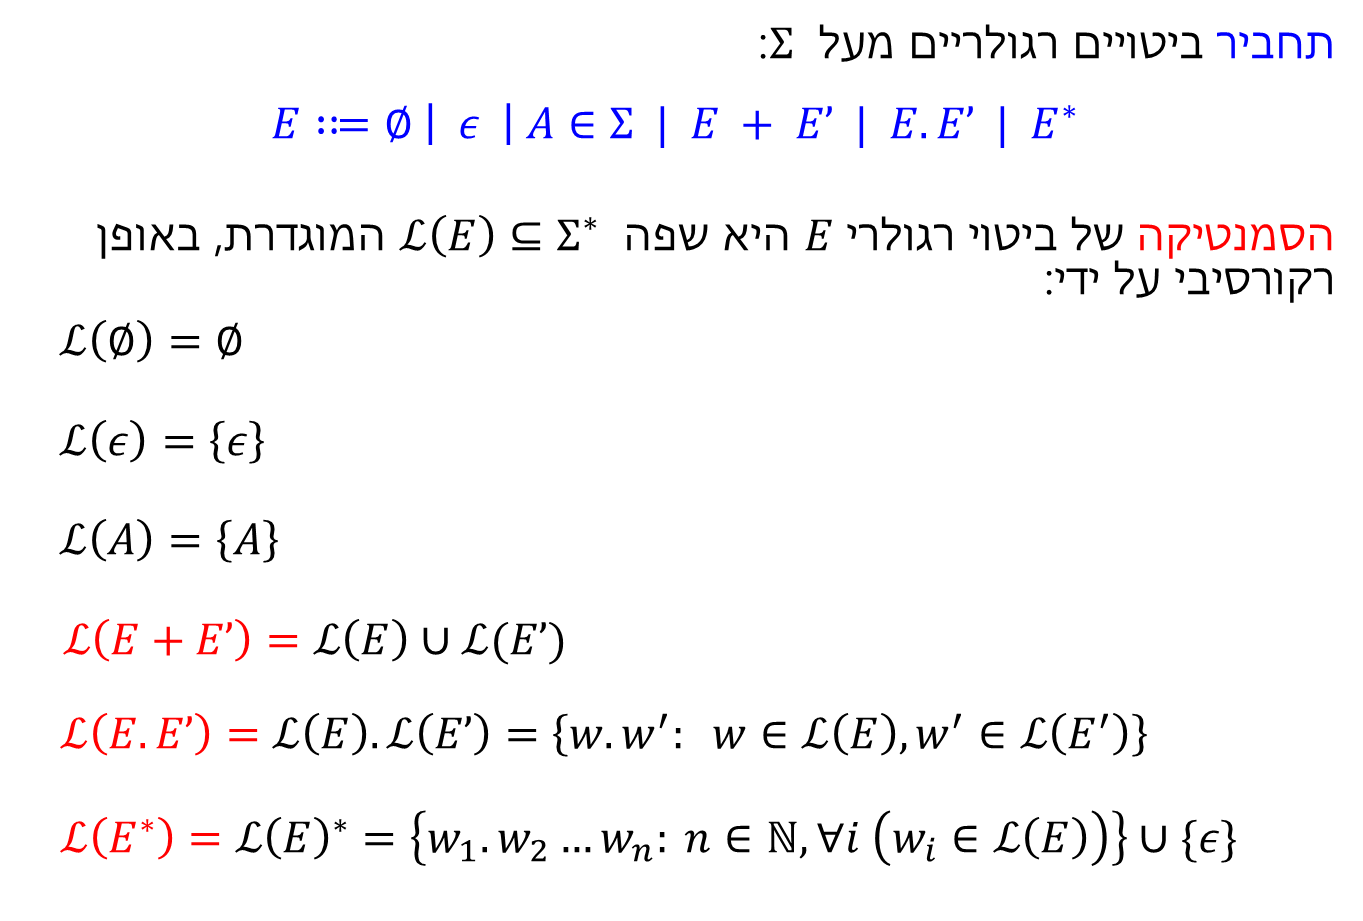 תחביר ביטויים רגולריים מעל Σ:
E ∷= ∅ | ϵ | A ∈ Σ | E + E’ | E. E’ | E*
הסמנטיקה של ביטוי רגולרי E היא שפה ℒ(E) ⊆ Σ* המוגדרת, באופן
רקורסיבי על ידי:
ℒ(∅) = ∅
ℒ(ϵ) = {ϵ}
ℒ(A) = {A}
ℒ(E + E’) = ℒ(E) ∪ ℒ(E’)
ℒ(E. E’) = ℒ(E). ℒ(E’) = {w. w′: w ∈ ℒ(E), w′ ∈ ℒ(E′)}
ℒ(E*) = ℒ(E)* = {w₁. w₂ … wₙ: n ∈ ℕ, ∀i (wᵢ ∈ ℒ(E))} ∪ {ϵ}